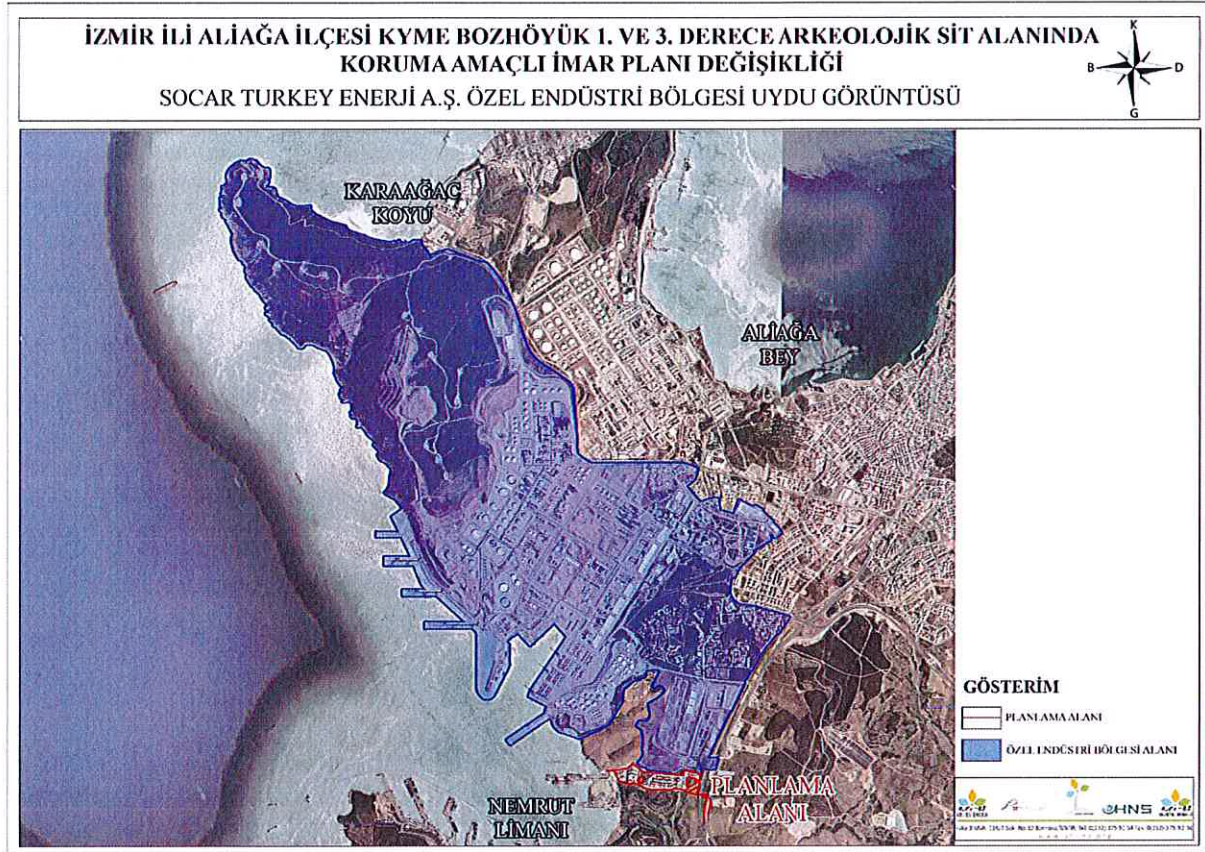 İZMİR İLİ ALİAĞA İLÇESİ KYME BOZHÖYÜK 1. VE 3. DERECE ARKEOLOJİK SİT ALANINDA
KORUMA AMAÇLI İMAR PLANI DEĞİŞİKLİĞİ
SOCAR TURKEY ENERJİ A.Ş. ÖZEL ENDÜSTRİ BÖLGESİ UYDU GÖRÜNTÜSÜ
K
B
D
G
KARAAĞAÇ
KOYU
ALİAĞA
BEY
NEMRUT
LİMANI
PLANLAMA
ALANI
GÖSTERİM
PLANLAMA ALANI
ÖZEL ENDÜSTRİ BÖLGESİ ALANI
HNS